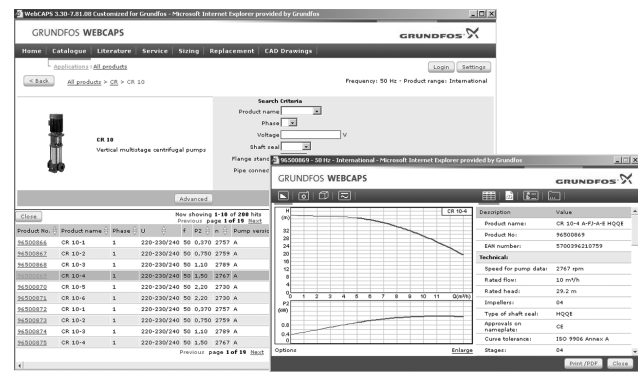 WebCAPS 3.30-7.81.08 Customized for Grundfos - Microsoft Internet Explorer provided by Grundfos
GRUNDFOS WEBCAPS
GRUNDFOS
Home Catalogue Literature Service Sizing Replacement CAD Drawings
Applications All products
Login Settings
< Back All products > CR > CR 10
Frequency: 50 Hz - Product range: International
CR 10
Vertical multistage centrifugal pumps
Search Criteria
Product name
Phase
Voltage V
Shaft seal
Flange stand
Pipe connec
Advanced
Close
Now showing 1-10 of 200 hits
Previous page 1 of 19 Next
Product No. Product name Phase U f P2 n Pump versio
96500866 CR 10-1 1 220-230/240 50 0,370 2757 A
96500867 CR 10-2 1 220-230/240 50 0,750 2759 A
96500868 CR 10-3 1 220-230/240 50 1,10 2789 A
CR 10-4 1 220-230/240 50 1,50 2767 A
96500870 CR 10-5 1 220-230/240 50 2,20 2730 A
96500871 CR 10-6 1 220-230/240 50 2,20 2730 A
96500872 CR 10-1 1 220-230/240 50 0,370 2757 A
96500873 CR 10-2 1 220-230/240 50 0,750 2759 A
96500874 CR 10-3 1 220-230/240 50 1,10 2789 A
96500875 CR 10-4 1 220-230/240 50 1,50 2767 A
Previous page 1 of 19 Next
96500869 - 50 Hz - International - Microsoft Internet Explorer provided by Grundfos
GRUNDFOS WEBCAPS
GRUNDFOS
H
(m)
CR 10-4
32
28
24
20
16
12
8
4
0
0 1 2 3 4 5 6 7 8 9 10 11 Q(m³/h)
P2
(kW)
0.8
0.4
0
Options
Enlarge
Description Value
Product name: CR 10-4 A-FJ-A-E HQQE
Product No: 96500869
EAN number: 5700396210759
Technical:
Speed for pump data: 2767 rpm
Rated flow: 10 m³/h
Rated head: 29.2 m
Impellers: 04
Type of shaft seal: HQQE
Approvals on nameplate: CE
Curve tolerance: ISO 9906 Annex A
Stages: 04
Print /PDF Close